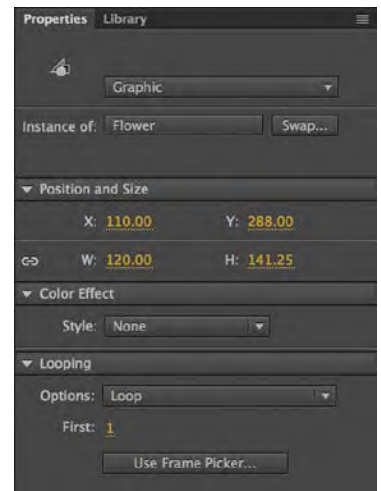 Properties Library
Graphic
Instance of: Flower Swap...
Position and Size
X: 110.00 Y: 288.00
W: 120.00 H: 141.25
Color Effect
Style: None
Looping
Options: Loop
First: 1
Use Frame Picker...